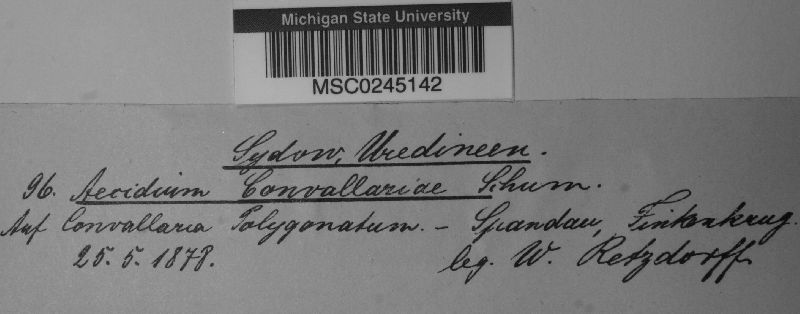 Michigan State University
MSC0245142
Sydow, Uredineen.
96. Aecidium Convallariae Schum.
Auf Convallaria Polygonatum. – Spandau, Finkenkrug.
25. 5. 1878. leg. W. Retzdorff